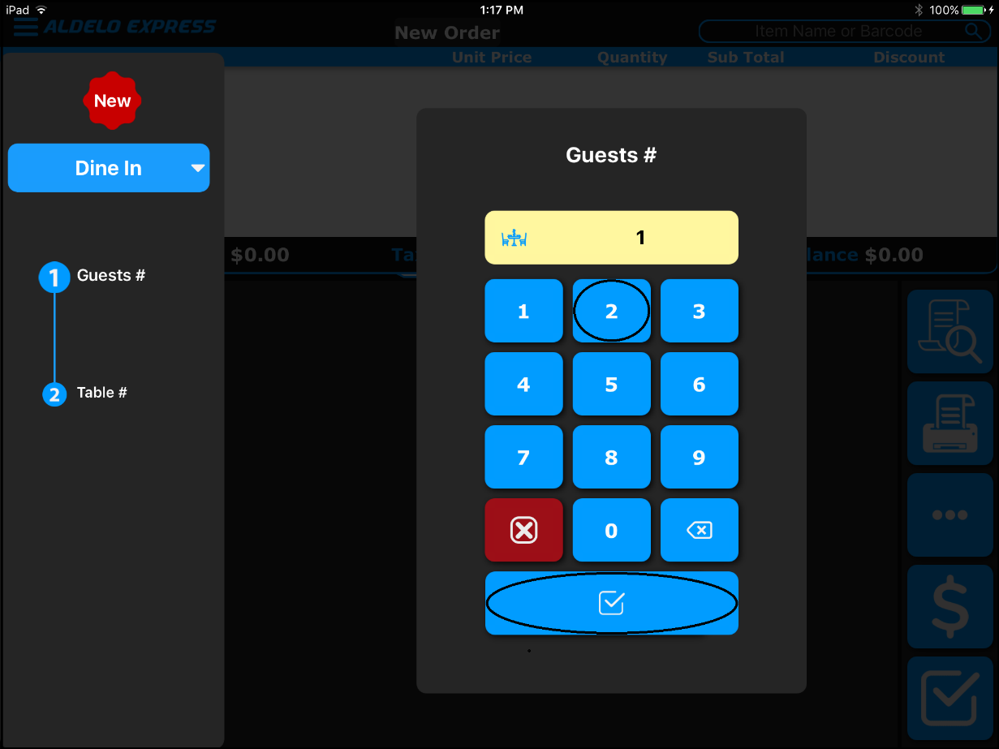 iPad 1:17 PM 100%
ALDELO EXPRESS New Order Item Name or Barcode
Unit Price Quantity Sub Total Discount
New
Dine In
1 Guests #
2 Table #
Guests #
1
$0.00 Ta lance $0.00
1 2 3
4 5 6
7 8 9
0
$